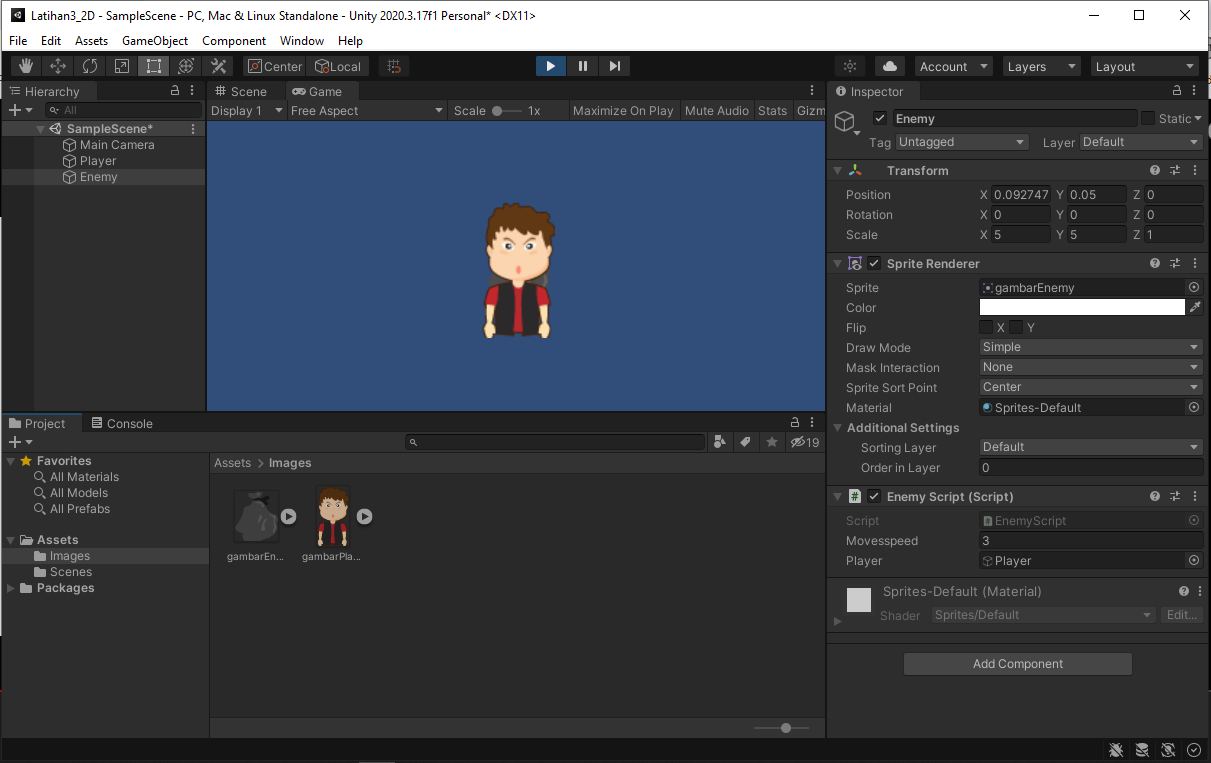 Latihan3_2D - SampleScene - PC, Mac & Linux Standalone - Unity 2020.3.17f1 Personal* <DX11>
File Edit Assets GameObject Component Window Help
Center Local Account Layers Layout
Hierarchy
All
SampleScene*
Main Camera
Player
Enemy
Scene Game
Display 1 Free Aspect Scale 1x Maximize On Play Mute Audio Stats Gizm
Project Console
19
Favorites
All Materials
All Models
All Prefabs
Assets
Images
Scenes
Packages
Assets > Images
gambarEn... gambarPla...
Inspector
Enemy Static
Tag Untagged Layer Default
Transform
Position X 0.092747 Y 0.05 Z 0
Rotation X 0 Y 0 Z 0
Scale X 5 Y 5 Z 1
Sprite Renderer
Sprite gambarEnemy
Color
Flip X Y
Draw Mode Simple
Mask Interaction None
Sprite Sort Point Center
Material Sprites-Default
Additional Settings
Sorting Layer Default
Order in Layer 0
# Enemy Script (Script)
Script EnemyScript
Movesspeed 3
Player Player
Sprites-Default (Material)
Shader Sprites/Default Edit...
Add Component